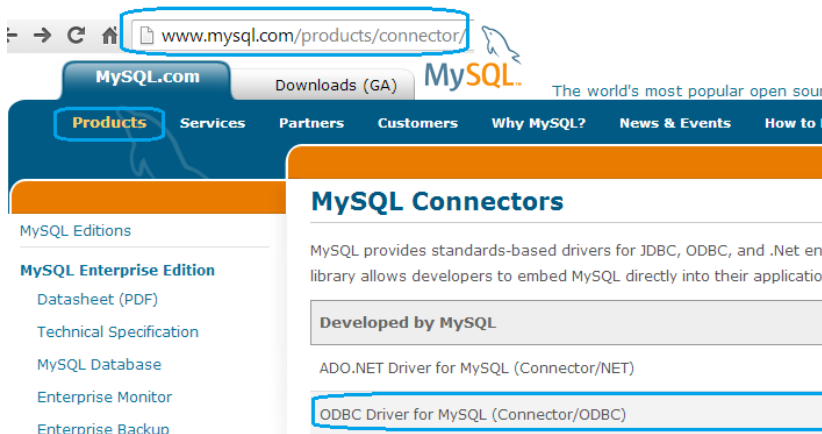 www.mysql.com/products/connector/
MySQL.com
Downloads (GA)
MySQL
The world's most popular open
Products Services Partners Customers Why MySQL? News & Events How to
MySQL Connectors
MySQL Editions
MySQL provides standards-based drivers for JDBC, ODBC, and .Net
MySQL Enterprise Edition
library allows developers to embed MySQL directly into their
Datasheet (PDF)
Developed by MySQL
Technical Specification
MySQL Database
ADO.NET Driver for MySQL (Connector/NET)
Enterprise Monitor
ODBC Driver for MySQL (Connector/ODBC)
Enterprise Backup